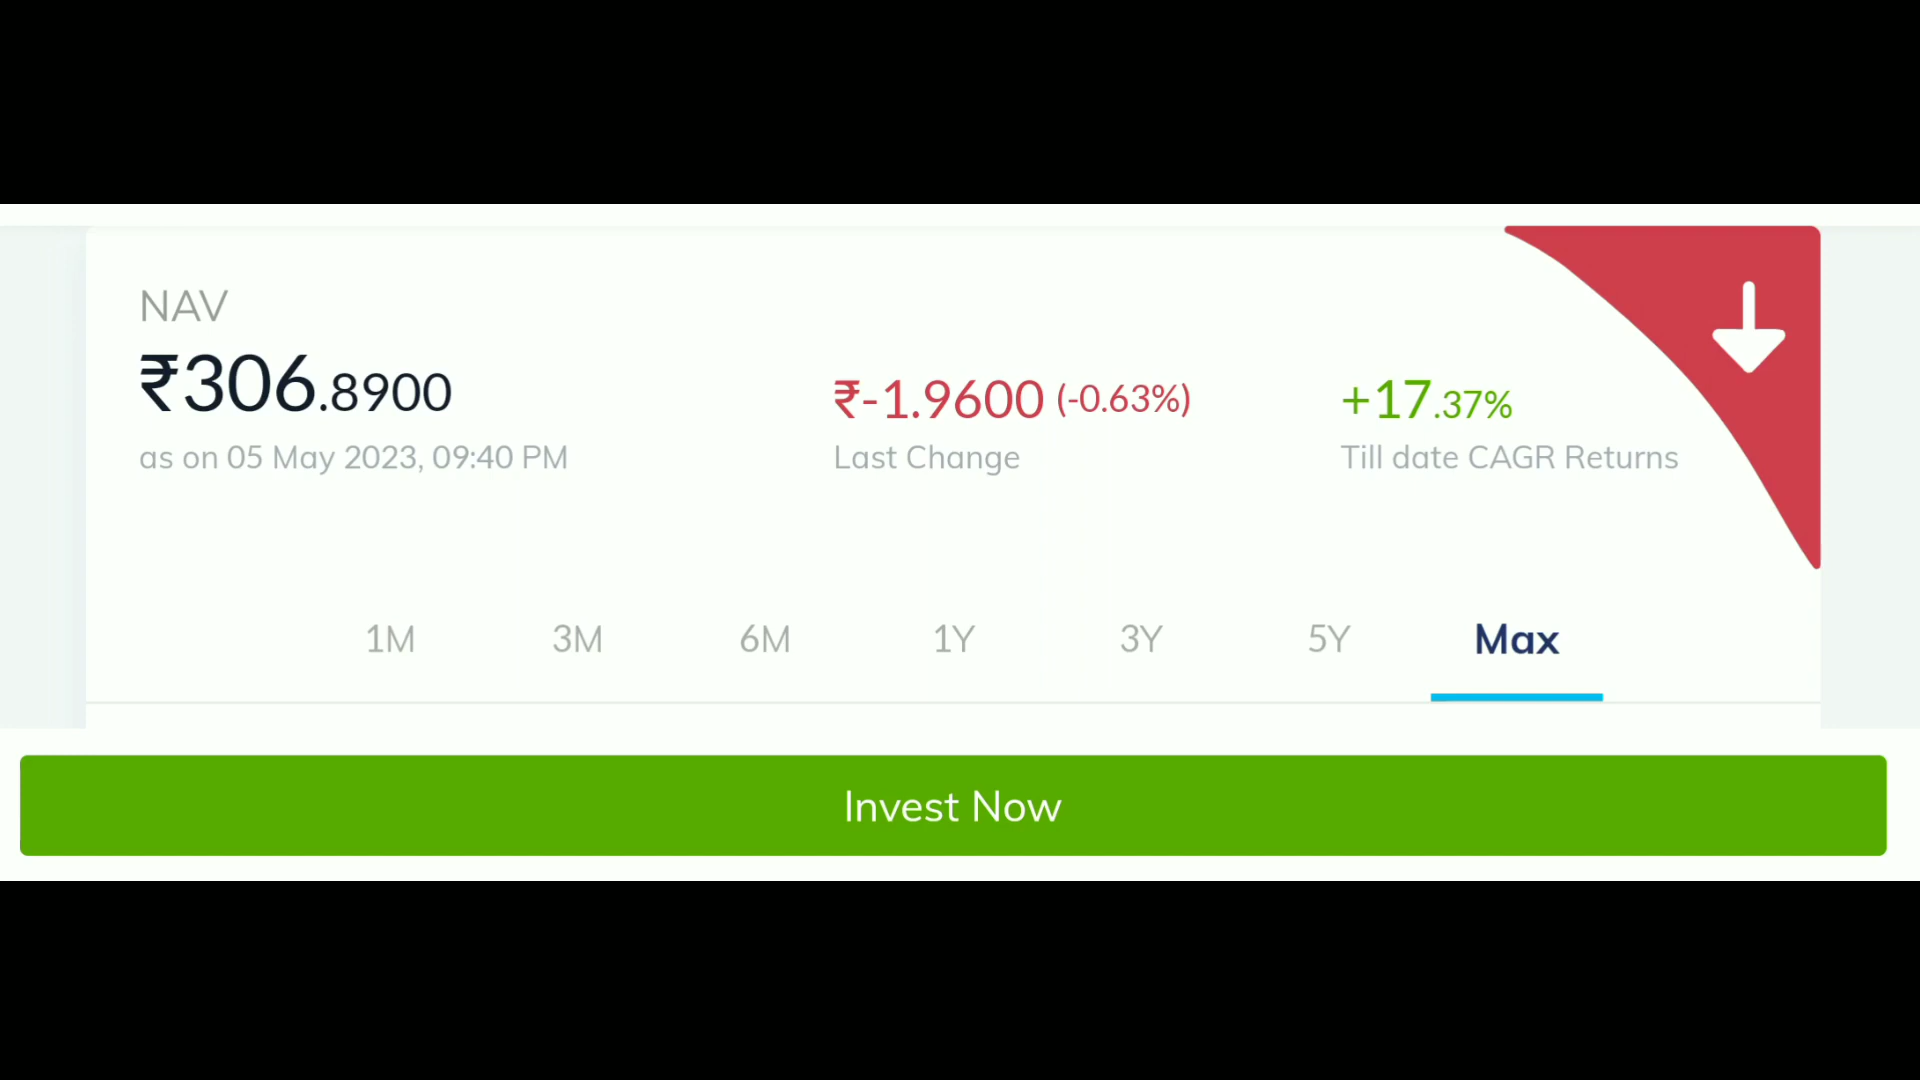 NAV
₹306.8900
₹-1.9600 (-0.63%)
+17.37%
as on 05 May 2023, 09:40 PM
Last Change
Till date CAGR Returns
1M 3M 6M 1Y 3Y 5Y Max
Invest Now